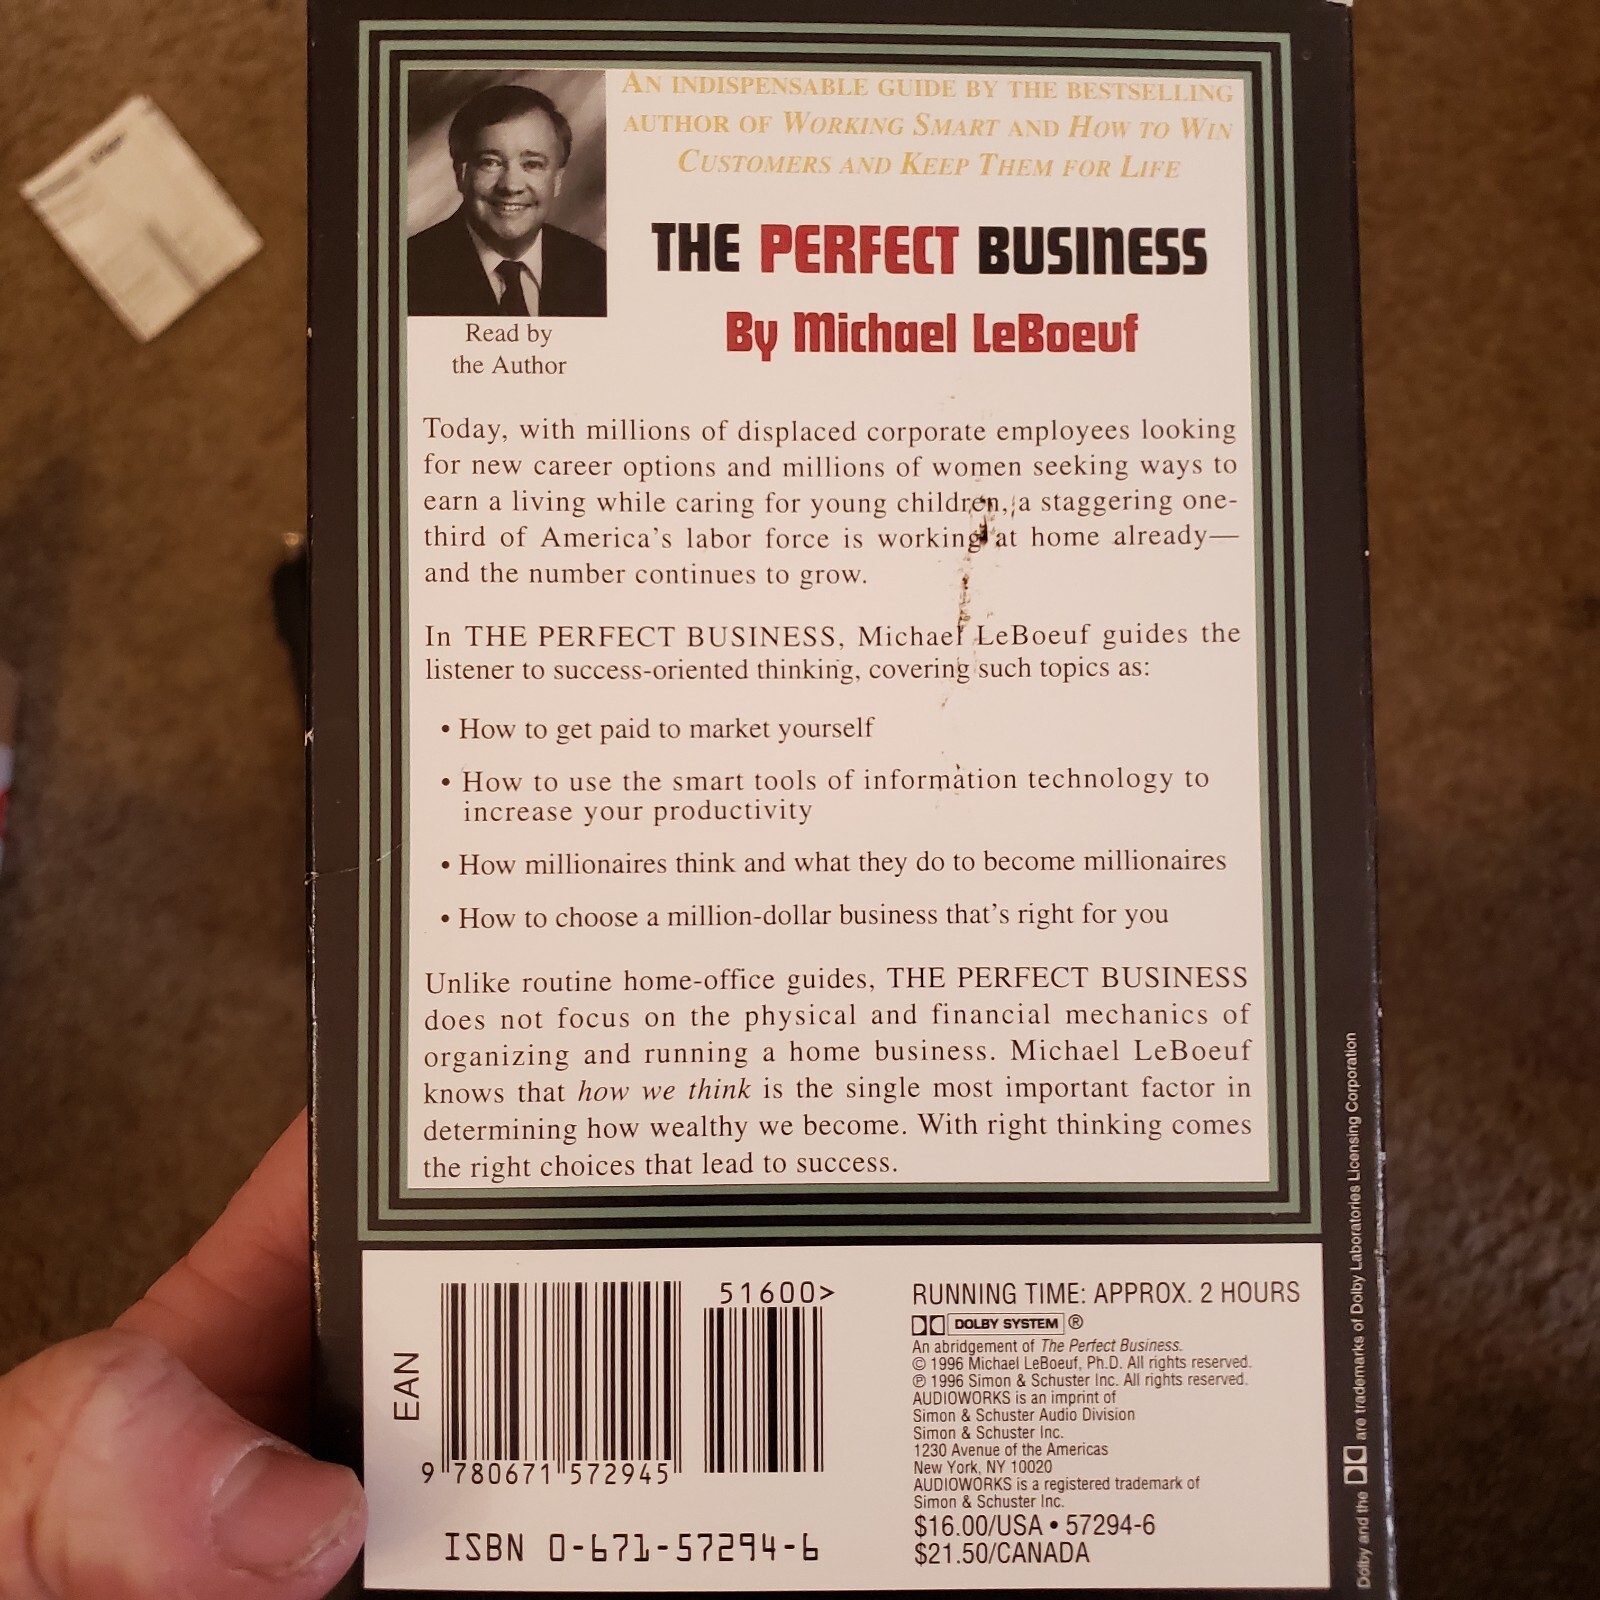 AN INDISPENSABLE GUIDE BY THE BESTSELLING
AUTHOR OF WORKING SMART AND HOW TO WIN
CUSTOMERS AND KEEP THEM FOR LIFE
THE PERFECT BUSINESS
By Michael LeBoeuf
Read by
the Author
Today, with millions of displaced corporate employees looking
for new career options and millions of women seeking ways to
earn a living while caring for young children, a staggering one-
third of America's labor force is working at home already—
and the number continues to grow.
In THE PERFECT BUSINESS, Michael LeBoeuf guides the
listener to success-oriented thinking, covering such topics as:
• How to get paid to market yourself
• How to use the smart tools of information technology to
increase your productivity
• How millionaires think and what they do to become millionaires
• How to choose a million-dollar business that's right for you
Unlike routine home-office guides, THE PERFECT BUSINESS
does not focus on the physical and financial mechanics of
organizing and running a home business. Michael LeBoeuf
knows that how we think is the single most important factor in
determining how wealthy we become. With right thinking comes
the right choices that lead to success.
EAN
9 780671 572945
51600>
ISBN 0-671-57294-6
RUNNING TIME: APPROX. 2 HOURS
DOLBY SYSTEM ®
An abridgement of The Perfect Business.
© 1996 Michael LeBoeuf, Ph.D. All rights reserved.
℗ 1996 Simon & Schuster Inc. All rights reserved.
AUDIOWORKS is an imprint of
Simon & Schuster Audio Division
Simon & Schuster Inc.
1230 Avenue of the Americas
New York, NY 10020
AUDIOWORKS is a registered trademark of
Simon & Schuster Inc.
$16.00/USA • 57294-6
$21.50/CANADA
Dolby and the are trademarks of Dolby Laboratories Licensing Corporation